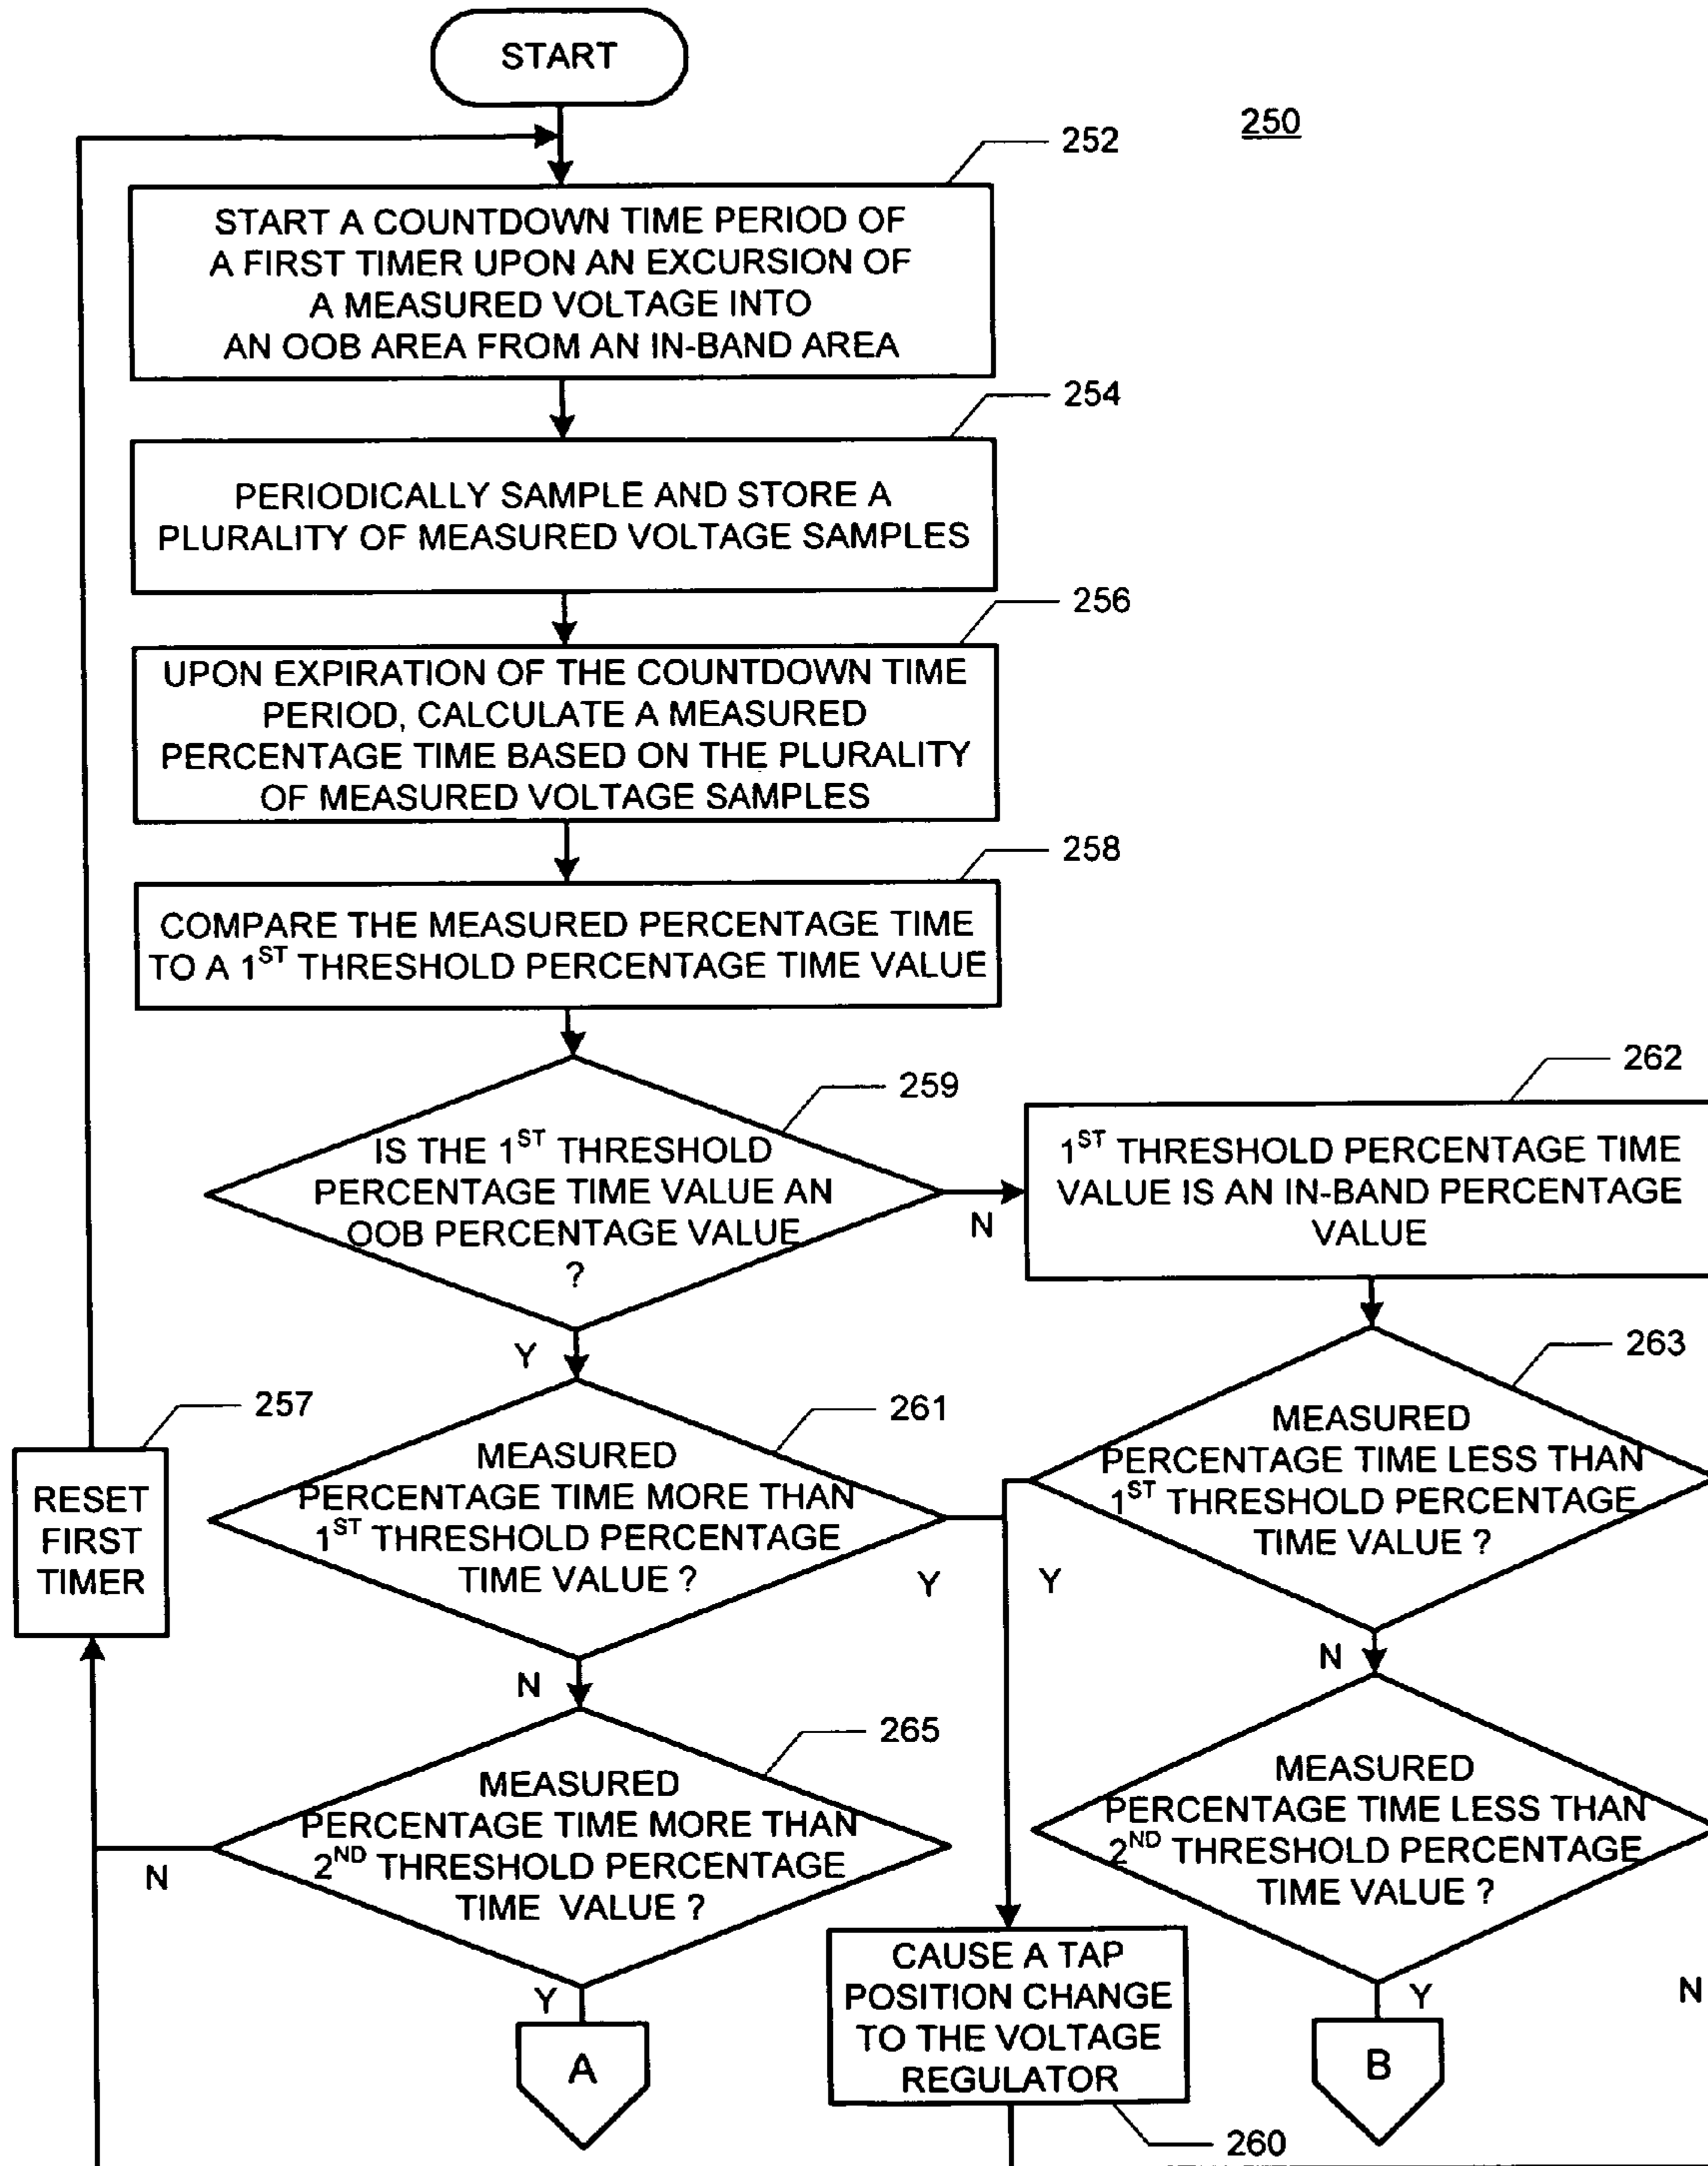 START
250
252
START A COUNTDOWN TIME PERIOD OF
A FIRST TIMER UPON AN EXCURSION OF
A MEASURED VOLTAGE INTO
AN OOB AREA FROM AN IN-BAND AREA
254
PERIODICALLY SAMPLE AND STORE A
PLURALITY OF MEASURED VOLTAGE SAMPLES
256
UPON EXPIRATION OF THE COUNTDOWN TIME
PERIOD, CALCULATE A MEASURED
PERCENTAGE TIME BASED ON THE PLURALITY
OF MEASURED VOLTAGE SAMPLES
258
COMPARE THE MEASURED PERCENTAGE TIME
TO A 1ST THRESHOLD PERCENTAGE TIME VALUE
259
IS THE 1ST THRESHOLD
PERCENTAGE TIME VALUE AN
OOB PERCENTAGE VALUE
?
N
Y
262
1ST THRESHOLD PERCENTAGE TIME
VALUE IS AN IN-BAND PERCENTAGE
VALUE
257
RESET
FIRST
TIMER
261
MEASURED
PERCENTAGE TIME MORE THAN
1ST THRESHOLD PERCENTAGE
TIME VALUE ?
Y
N
263
MEASURED
PERCENTAGE TIME LESS THAN
1ST THRESHOLD PERCENTAGE
TIME VALUE ?
Y
N
265
MEASURED
PERCENTAGE TIME MORE THAN
2ND THRESHOLD PERCENTAGE
TIME VALUE ?
N
Y
A
MEASURED
PERCENTAGE TIME LESS THAN
2ND THRESHOLD PERCENTAGE
TIME VALUE ?
Y
N
B
CAUSE A TAP
POSITION CHANGE
TO THE VOLTAGE
REGULATOR
260